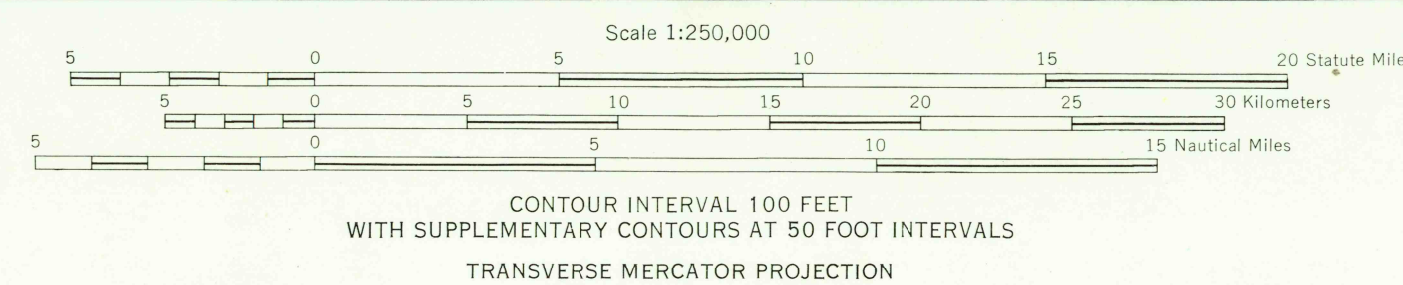 Scale 1:250,000
5 0 5 10 15 20 Statute Mile
5 0 5 10 15 20 25 30 Kilometers
5 0 5 10 15 Nautical Miles
CONTOUR INTERVAL 100 FEET
WITH SUPPLEMENTARY CONTOURS AT 50 FOOT INTERVALS
TRANSVERSE MERCATOR PROJECTION